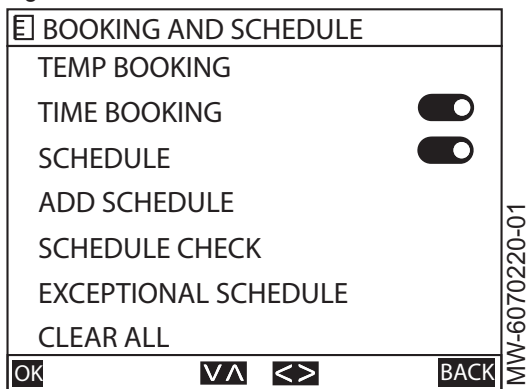 BOOKING AND SCHEDULE
TEMP BOOKING
TIME BOOKING
SCHEDULE
ADD SCHEDULE
SCHEDULE CHECK
EXCEPTIONAL SCHEDULE
CLEAR ALL
OK
BACK
MW-6070220-01